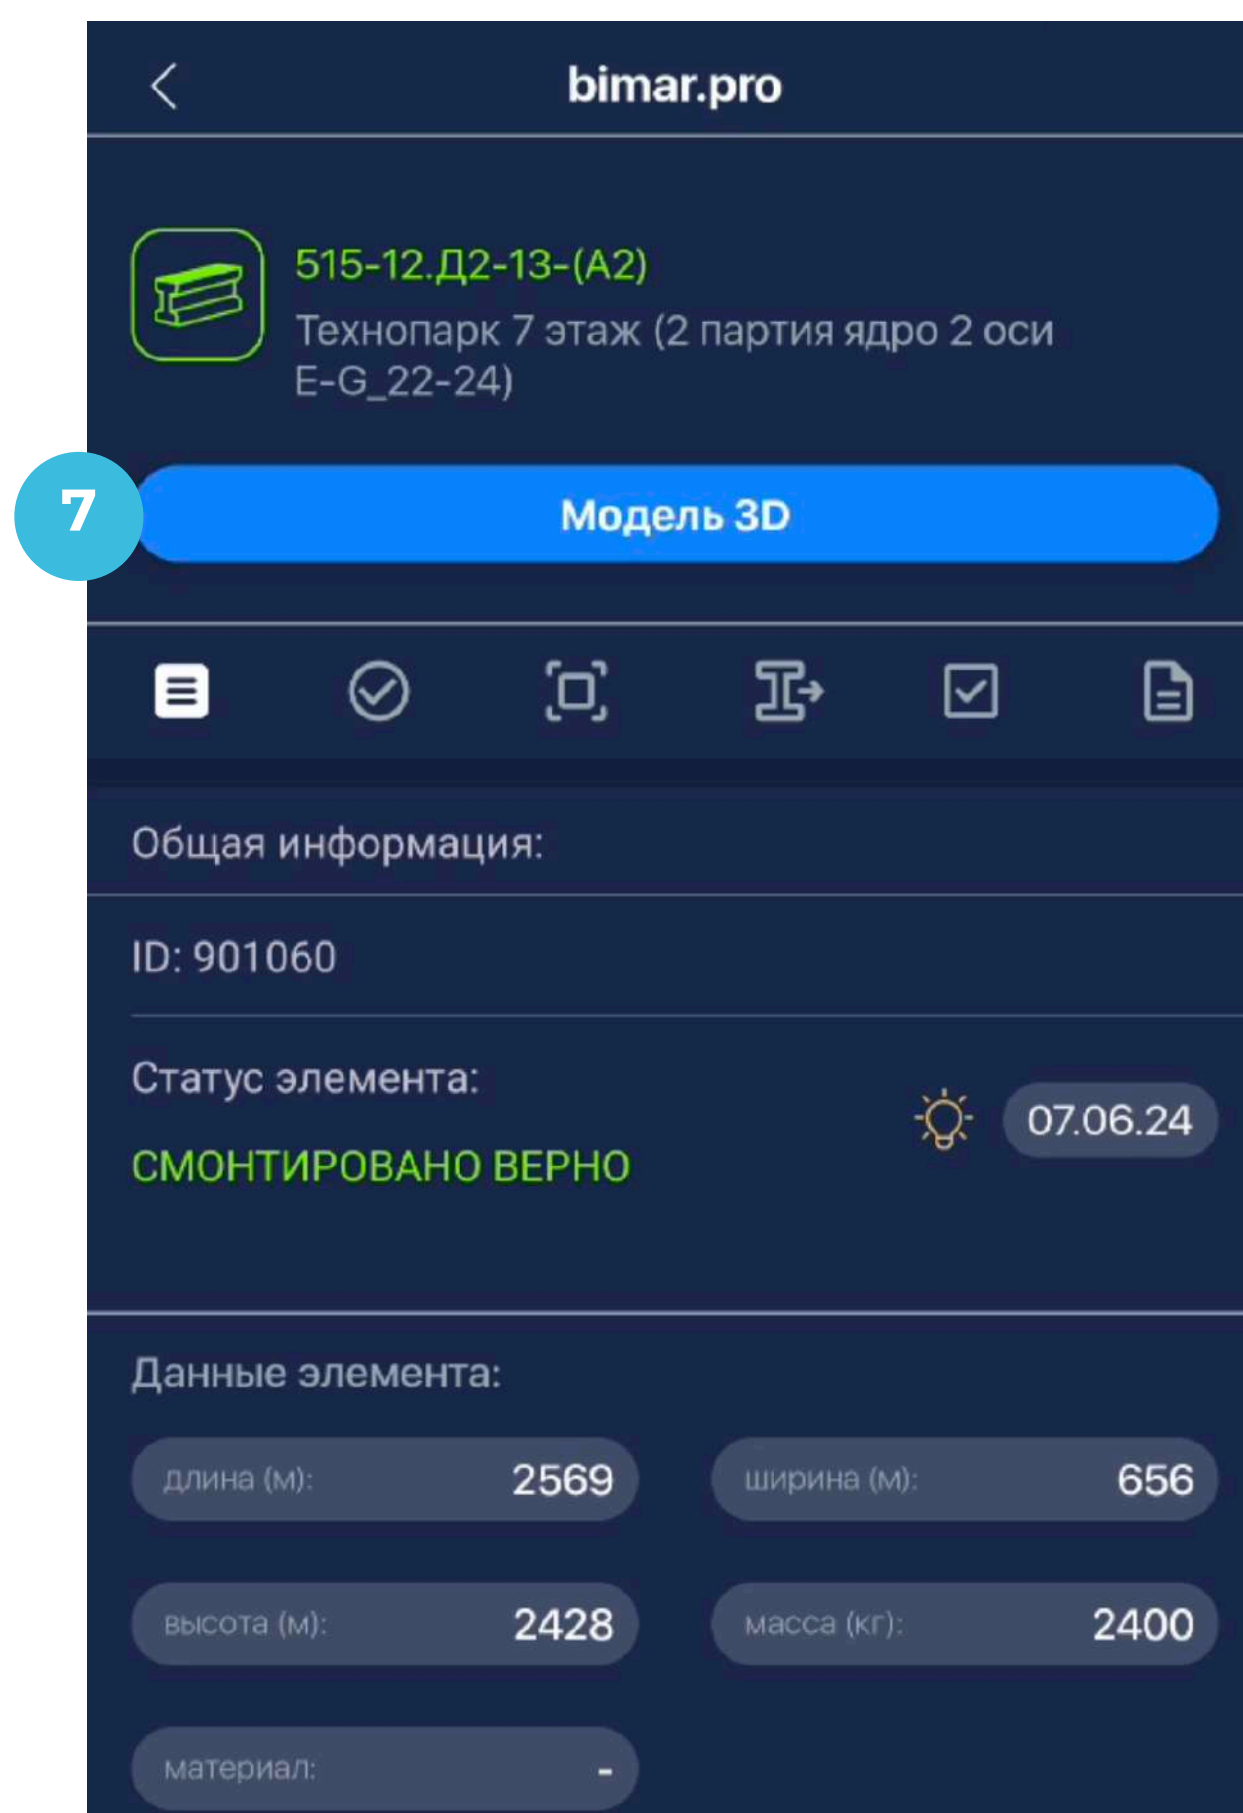 bimar.pro
515-12.Д2-13-(А2)
Технопарк 7 этаж (2 партия ядро 2 оси
E-G_22-24)
7
Модель 3D
Общая информация:
ID: 901060
Статус элемента:
07.06.24
СМОНТИРОВАНО ВЕРНО
Данные элемента:
длина (м): 2569
ширина (м): 656
высота (м): 2428
масса (кг): 2400
материал: -